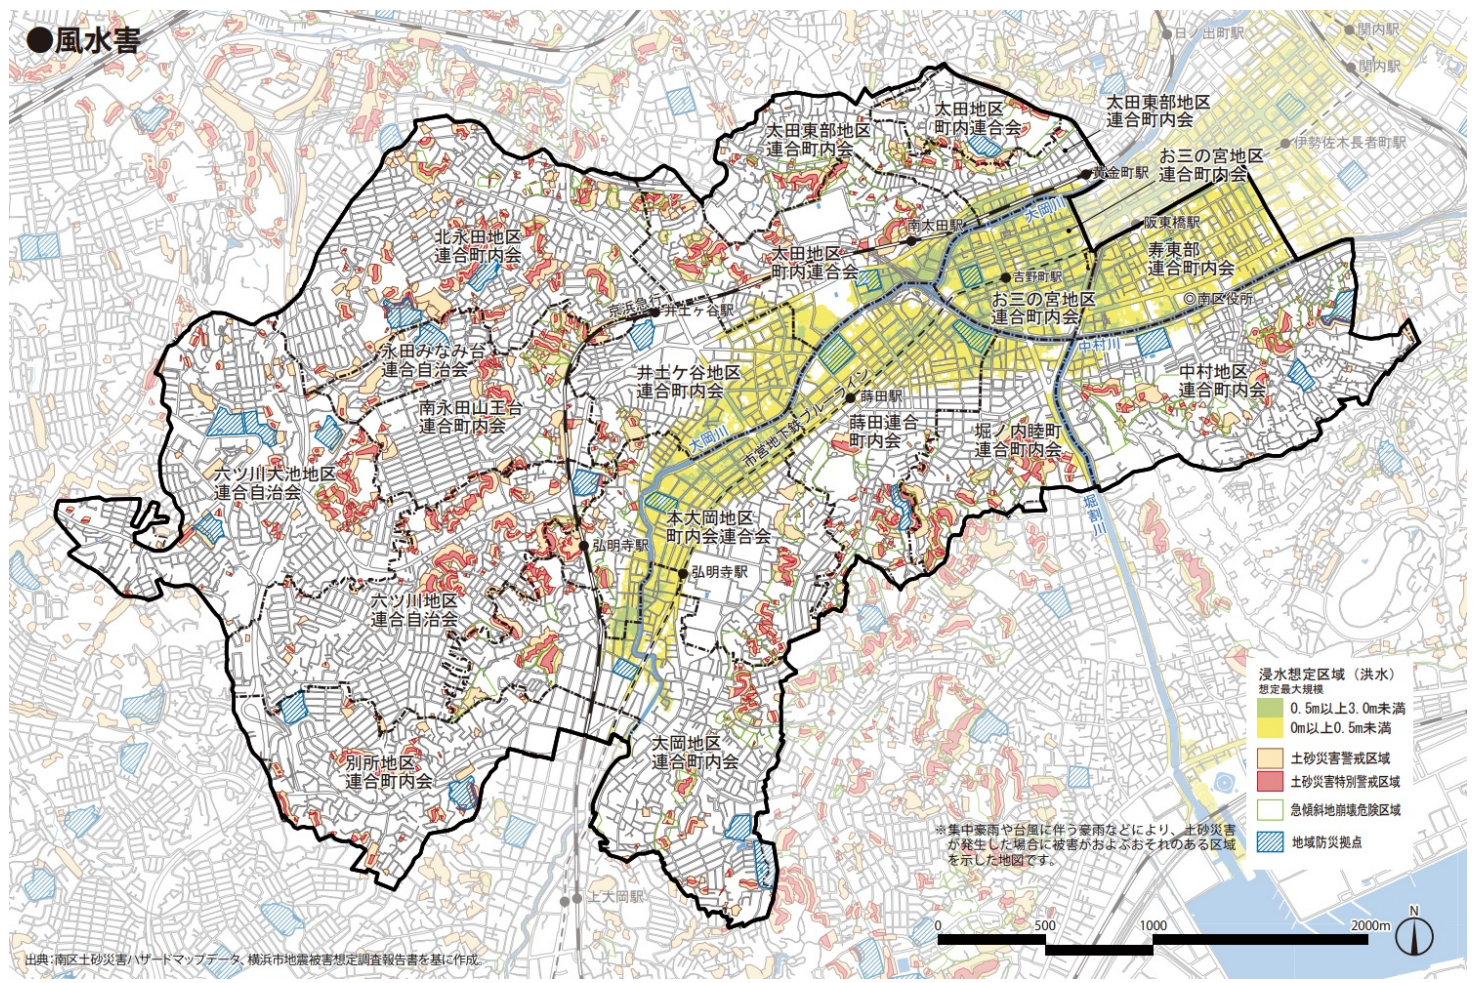 ●風水害
日ノ出町駅
関内駅
関内駅
伊勢佐木長者町駅
太田東部地区
連合町内会
太田地区
町内連合会
太田東部地区
連合町内会
お三の宮地区
連合町内会
黄金町駅
大岡川
阪東橋駅
南太田駅
北永田地区
連合町内会
太田地区
町内連合会
寿東部
連合町内会
吉野町駅
お三の宮地区
連合町内会
◎南区役所
京浜急行
井土ヶ谷駅
中村川
永田みなみ台
連合自治会
井土ケ谷地区
連合町内会
中村地区
連合町内会
南永田山王台
連合町内会
市営地下鉄ブルーライン
蒔田駅
蒔田連合
町内会
堀ノ内睦町
連合町内会
大岡川
六ツ川大池地区
連合自治会
堀割川
本大岡地区
町内会連合会
弘明寺駅
弘明寺駅
六ツ川地区
連合自治会
大岡地区
連合町内会
別所地区
連合町内会
上大岡駅
浸水想定区域（洪水）
想定最大規模
0.5m以上3.0m未満
0m以上0.5m未満
土砂災害警戒区域
土砂災害特別警戒区域
急傾斜地崩壊危険区域
地域防災拠点
※集中豪雨や台風に伴う豪雨などにより、土砂災害
が発生した場合に被害がおよぶおそれのある区域
を示した地図です。
0 500 1000 2000m
N
出典：南区土砂災害ハザードマップデータ、横浜市地震被害想定調査報告書を基に作成。